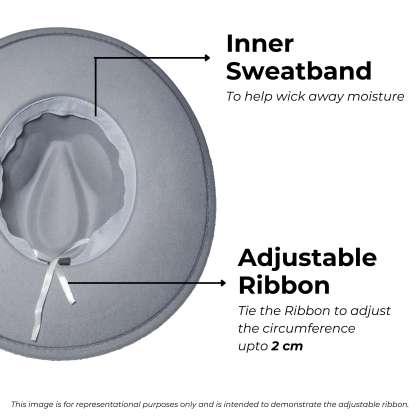 Inner
Sweatband
To help wick away moisture
Adjustable
Ribbon
Tie the Ribbon to adjust
the circumference
upto 2 cm
This image is for representational purposes only and is intended to demonstrate the adjustable ribbon.